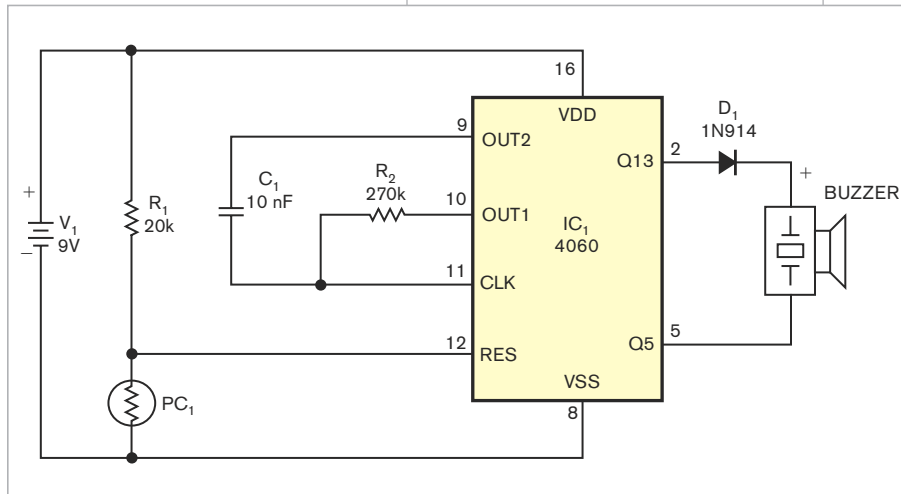 16
VDD
D₁
1N914
9
OUT2
Q13
2
+
BUZZER
C₁
10 nF
R₂
270k
10
OUT1
IC₁
4060
+
V₁
9V
–
R₁
20k
11
CLK
12
RES
Q5
5
PC₁
VSS
8